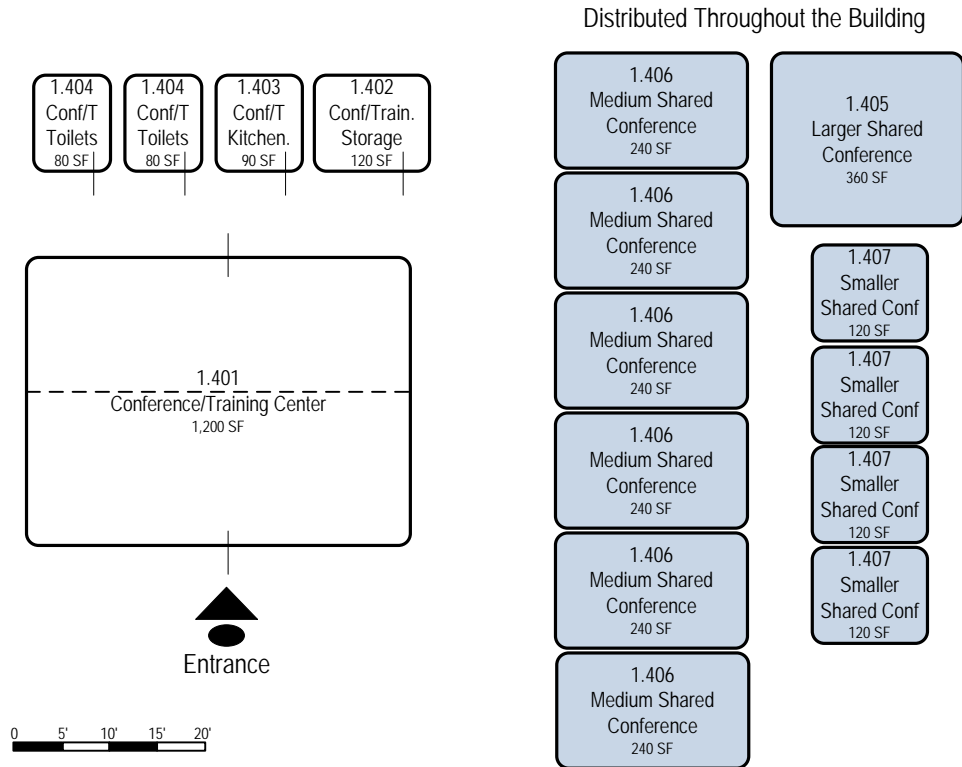 Distributed Throughout the Building
1.404
Conf/T
Toilets
80 SF
1.404
Conf/T
Toilets
80 SF
1.403
Conf/T
Kitchen.
90 SF
1.402
Conf/Train.
Storage
120 SF
1.401
Conference/Training Center
1,200 SF
Entrance
0 5' 10' 15' 20'
1.406
Medium Shared
Conference
240 SF
1.406
Medium Shared
Conference
240 SF
1.406
Medium Shared
Conference
240 SF
1.406
Medium Shared
Conference
240 SF
1.406
Medium Shared
Conference
240 SF
1.406
Medium Shared
Conference
240 SF
1.405
Larger Shared
Conference
360 SF
1.407
Smaller
Shared Conf
120 SF
1.407
Smaller
Shared Conf
120 SF
1.407
Smaller
Shared Conf
120 SF
1.407
Smaller
Shared Conf
120 SF